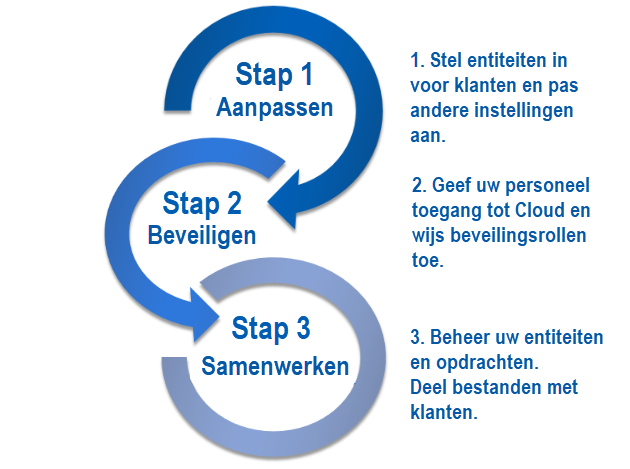 Stap 1
Aanpassen
1. Stel entiteiten in
voor klanten en pas
andere instellingen
aan.
Stap 2
Beveiligen
2. Geef uw personeel
toegang tot Cloud en
wijs beveilingsrollen
toe.
Stap 3
Samenwerken
3. Beheer uw entiteiten
en opdrachten.
Deel bestanden met
klanten.